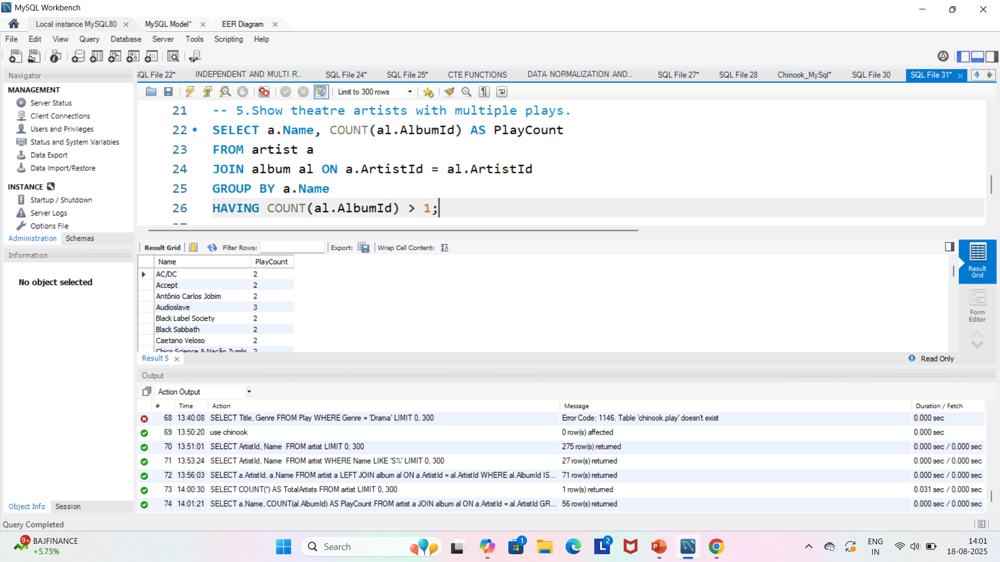 MySQL Workbench
Local instance MySQL80
MySQL Model*
EER Diagram
File Edit View Query Database Server Tools Scripting Help
Navigator
MANAGEMENT
Server Status
Client Connections
Users and Privileges
Status and System Variables
Data Export
Data Import/Restore
INSTANCE
Startup / Shutdown
Server Logs
Options File
Administration Schemas
Information
No object selected
Object Info Session
SQL File 22* INDEPENDENT AND MULTI R... SQL File 24* SQL File 25* CTE FUNCTIONS DATA NORMALIZATION AND... SQL File 27* SQL File 28 Chinook_MySql* SQL File 30 SQL File 31*
Limit to 300 rows
21 -- 5.Show theatre artists with multiple plays.
22 SELECT a.Name, COUNT(al.AlbumId) AS PlayCount
23 FROM artist a
24 JOIN album al ON a.ArtistId = al.ArtistId
25 GROUP BY a.Name
26 HAVING COUNT(al.AlbumId) > 1;
Result Grid Filter Rows: Export: Wrap Cell Content:
Name PlayCount
AC/DC 2
Accept 2
Antônio Carlos Jobim 2
Audioslave 3
Black Label Society 2
Black Sabbath 2
Caetano Veloso 2
Chico Science & Nação Zumbi 2
Result Grid
Form Editor
Result 5
Read Only
Output
Action Output
# Time Action Message Duration / Fetch
68 13:40:08 SELECT Title, Genre FROM Play WHERE Genre = 'Drama' LIMIT 0, 300 Error Code: 1146. Table 'chinook.play' doesn't exist 0.000 sec
69 13:50:20 use chinook 0 row(s) affected 0.000 sec
70 13:51:01 SELECT ArtistId, Name FROM artist LIMIT 0, 300 275 row(s) returned 0.000 sec / 0.000 sec
71 13:53:24 SELECT ArtistId, Name FROM artist WHERE Name LIKE 'S%' LIMIT 0, 300 27 row(s) returned 0.000 sec / 0.000 sec
72 13:56:03 SELECT a.ArtistId, a.Name FROM artist a LEFT JOIN album al ON a.ArtistId = al.ArtistId WHERE al.AlbumId IS... 71 row(s) returned 0.000 sec / 0.000 sec
73 14:00:30 SELECT COUNT(*) AS TotalArtists FROM artist LIMIT 0, 300 1 row(s) returned 0.031 sec / 0.000 sec
74 14:01:21 SELECT a.Name, COUNT(al.AlbumId) AS PlayCount FROM artist a JOIN album al ON a.ArtistId = al.ArtistId GR... 56 row(s) returned 0.000 sec / 0.000 sec
Query Completed
9+
BAJFINANCE
+5.75%
Search
1
2
ENG
IN
14:01
18-08-2025